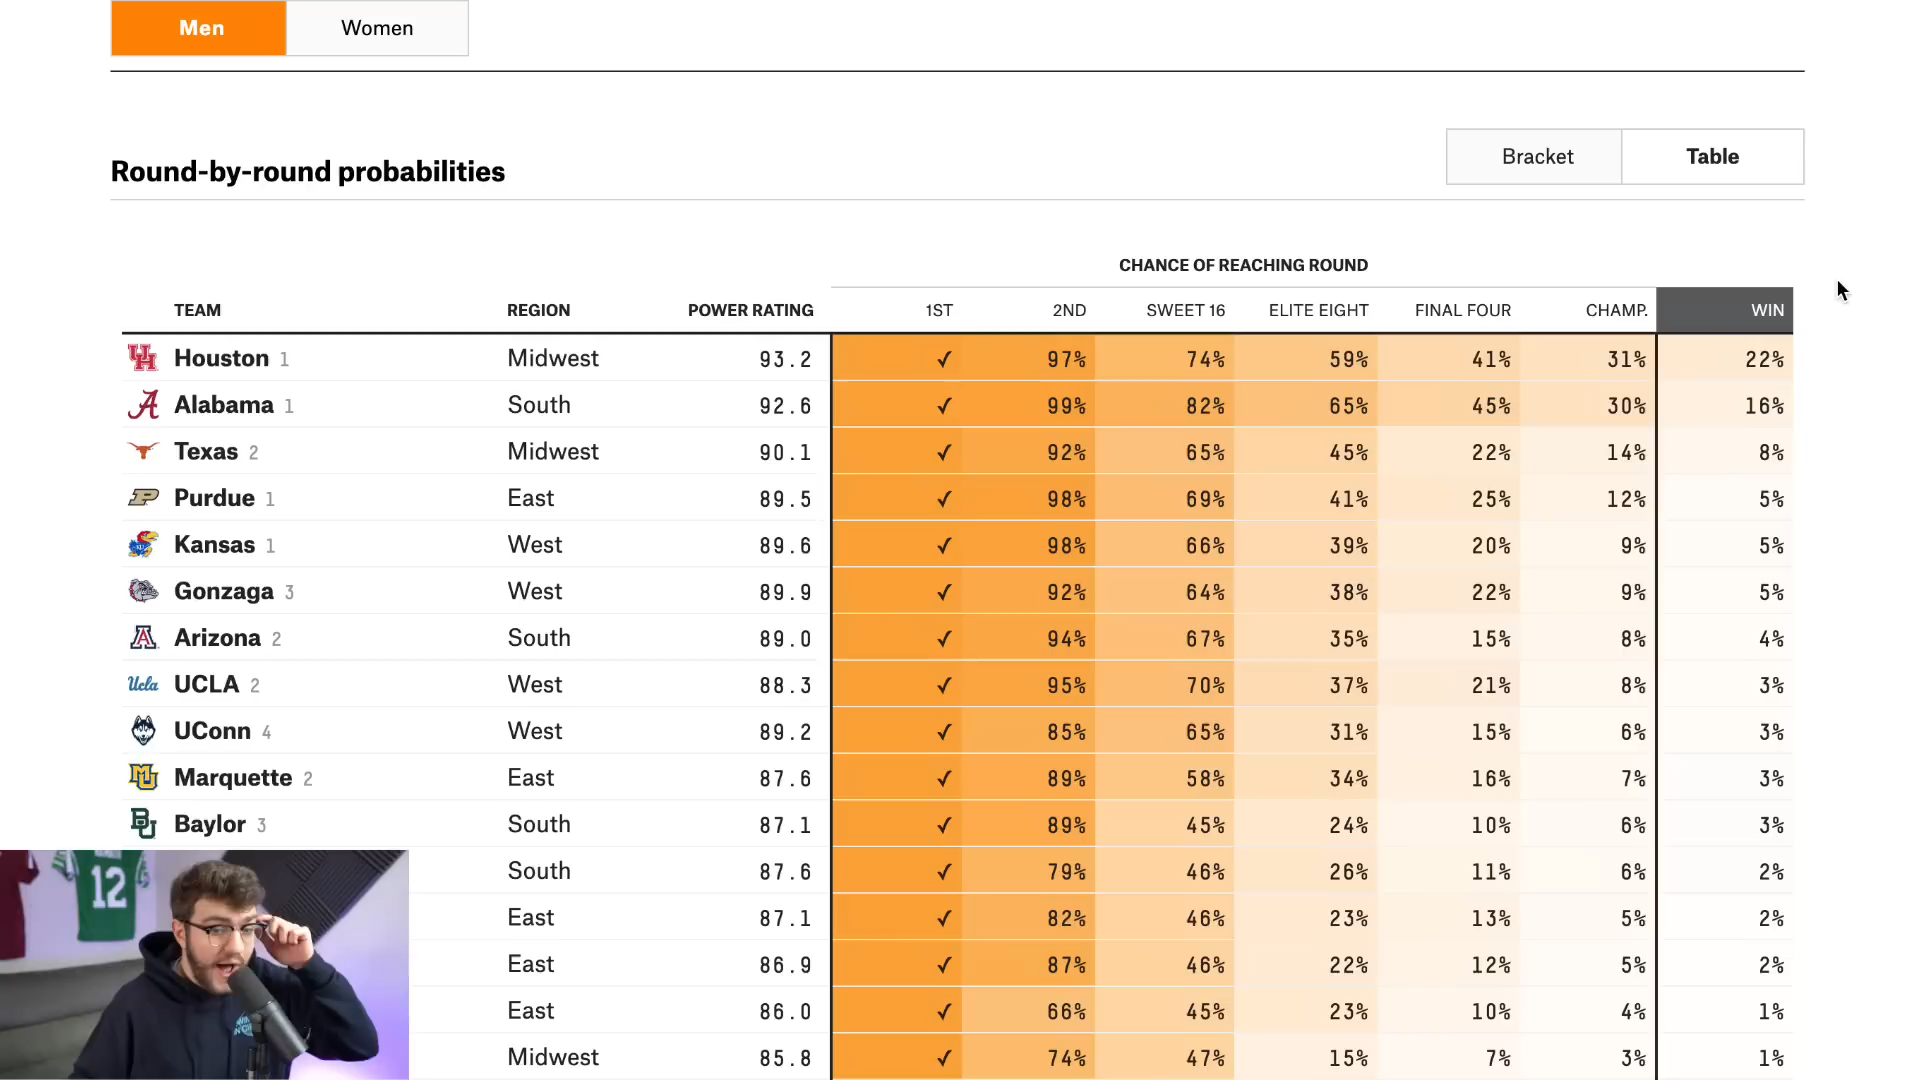 Men Women
Round-by-round probabilities
Bracket Table
CHANCE OF REACHING ROUND
TEAM REGION POWER RATING 1ST 2ND SWEET 16 ELITE EIGHT FINAL FOUR CHAMP. WIN
Houston 1 Midwest 93.2 ✓ 97% 74% 59% 41% 31% 22%
Alabama 1 South 92.6 ✓ 99% 82% 65% 45% 30% 16%
Texas 2 Midwest 90.1 ✓ 92% 65% 45% 22% 14% 8%
Purdue 1 East 89.5 ✓ 98% 69% 41% 25% 12% 5%
Kansas 1 West 89.6 ✓ 98% 66% 39% 20% 9% 5%
Gonzaga 3 West 89.9 ✓ 92% 64% 38% 22% 9% 5%
Arizona 2 South 89.0 ✓ 94% 67% 35% 15% 8% 4%
Ucla UCLA 2 West 88.3 ✓ 95% 70% 37% 21% 8% 3%
UConn 4 West 89.2 ✓ 85% 65% 31% 15% 6% 3%
Marquette 2 East 87.6 ✓ 89% 58% 34% 16% 7% 3%
Baylor 3 South 87.1 ✓ 89% 45% 24% 10% 6% 3%
South 87.6 ✓ 79% 46% 26% 11% 6% 2%
East 87.1 ✓ 82% 46% 23% 13% 5% 2%
East 86.9 ✓ 87% 46% 22% 12% 5% 2%
East 86.0 ✓ 66% 45% 23% 10% 4% 1%
Midwest 85.8 ✓ 74% 47% 15% 7% 3% 1%
12